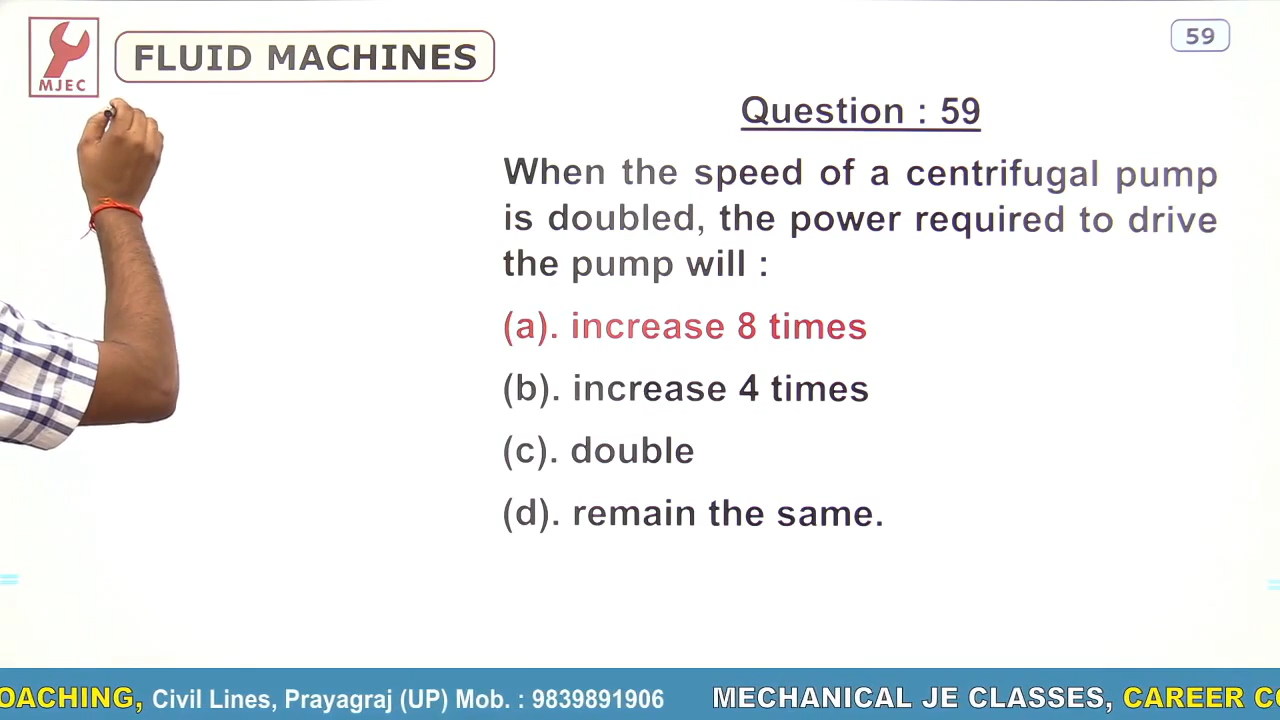 MJEC
FLUID MACHINES
59
Question : 59
When the speed of a centrifugal pump
is doubled, the power required to drive
the pump will :
(a). increase 8 times
(b). increase 4 times
(c). double
(d). remain the same.
OACHING, Civil Lines, Prayagraj (UP) Mob. : 9839891906 MECHANICAL JE CLASSES, CAREER CO